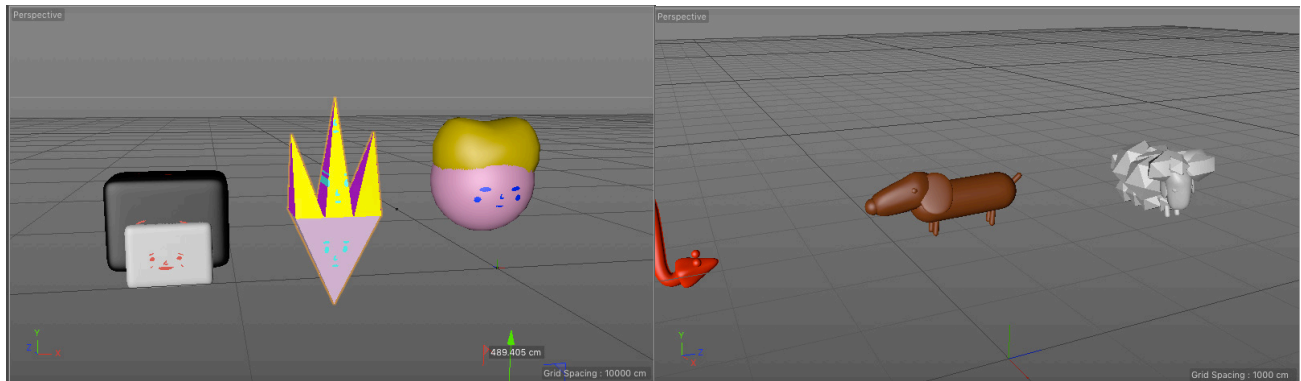 Perspective
Y
Z X
489.405 cm
Grid Spacing : 10000 cm
Perspective
Y
Z
X
Grid Spacing : 1000 cm